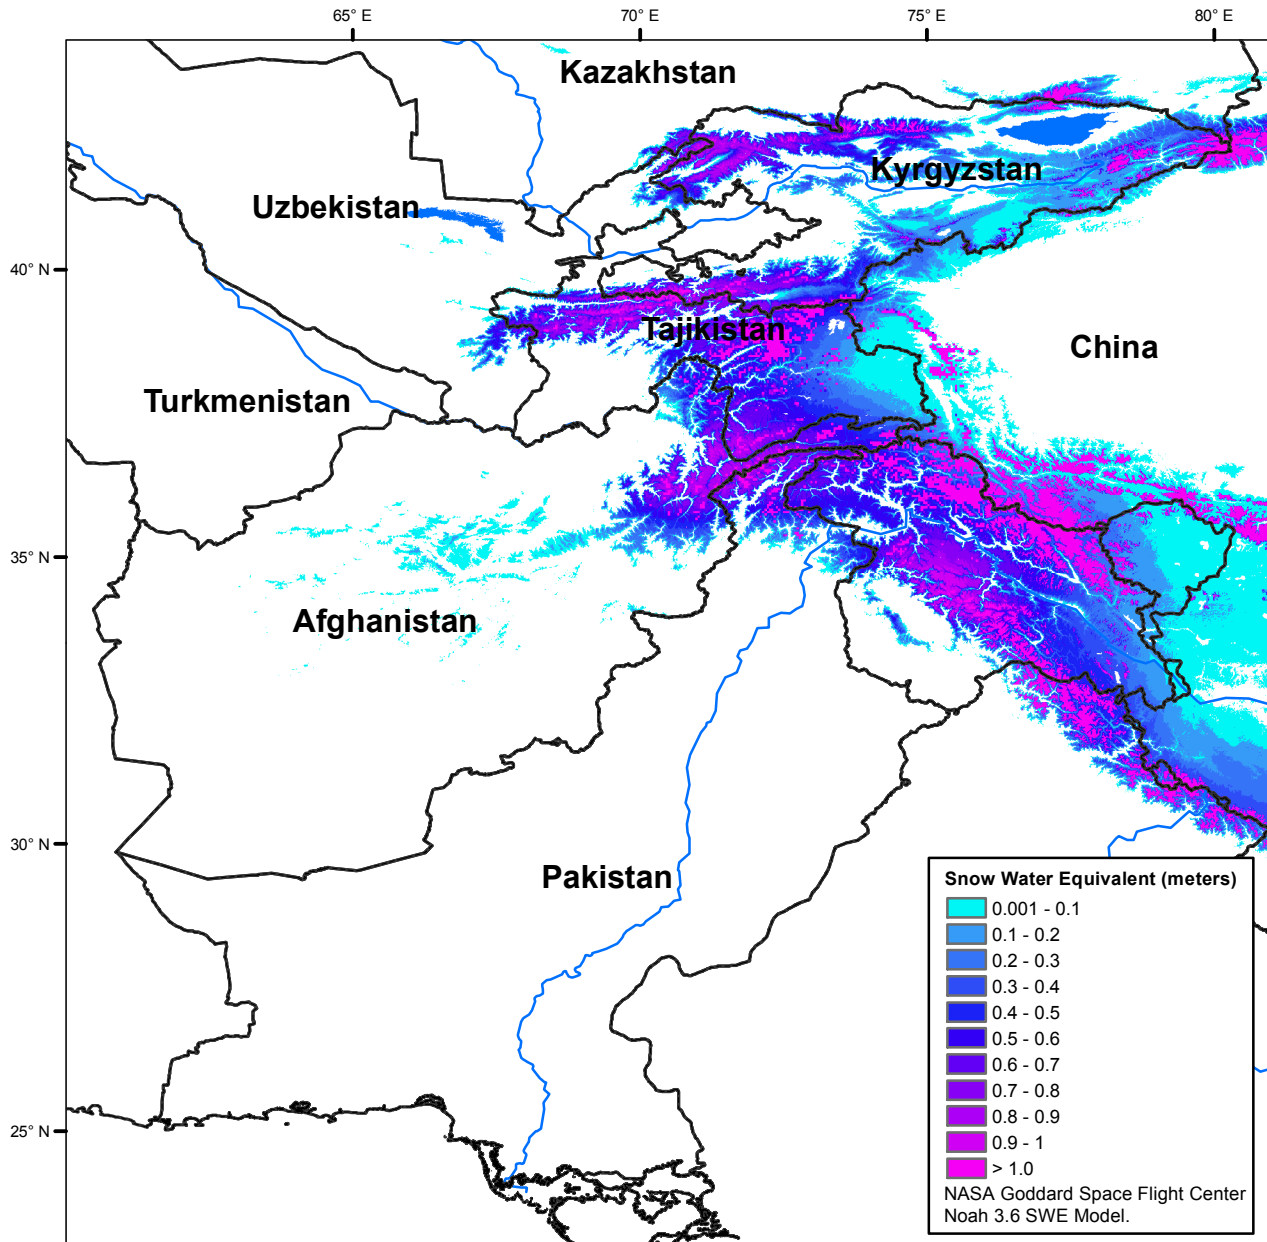 65° E
70° E
75° E
80° E
Kazakhstan
Kyrgyzstan
Uzbekistan
40° N
Tajikistan
China
Turkmenistan
35° N
Afghanistan
30° N
Pakistan
25° N
Snow Water Equivalent (meters)
0.001 - 0.1
0.1 - 0.2
0.2 - 0.3
0.3 - 0.4
0.4 - 0.5
0.5 - 0.6
0.6 - 0.7
0.7 - 0.8
0.8 - 0.9
0.9 - 1
> 1.0
NASA Goddard Space Flight Center
Noah 3.6 SWE Model.